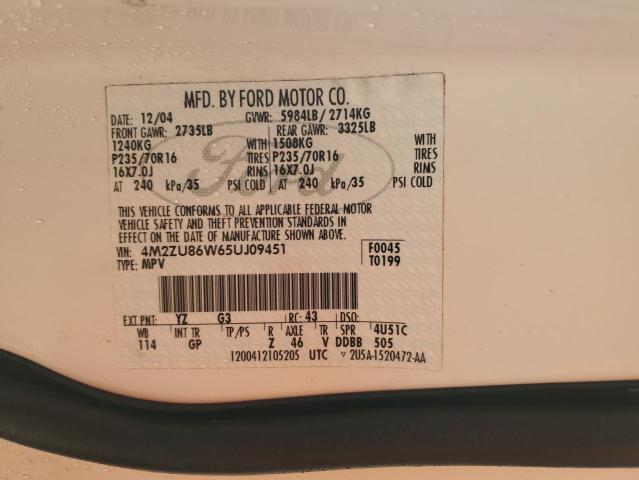 MFD. BY FORD MOTOR CO.
DATE: 12/04 GVWR: 5984LB/2714KG
FRONT GAWR: 2735LB REAR GAWR: 3325LB
1240KG WITH 1508KG WITH
P235/70R16 TIRES P235/70R16 TIRES
16X7.0J RIMS 16X7.0J RIMS
AT 240 kPa/35 PSI COLD AT 240 kPa/35 PSI COLD
THIS VEHICLE CONFORMS TO ALL APPLICABLE FEDERAL MOTOR
VEHICLE SAFETY AND THEFT PREVENTION STANDARDS IN
EFFECT ON THE DATE OF MANUFACTURE SHOWN ABOVE.
VIN: 4M2ZU86W65UJ09451 F0045
TYPE: MPV T0199
EXT PNT: YZ G3 RC: 43 DSO:
WB INT TR TP/PS R AXLE TR SPR 4U51C
114 GP Z 46 V DDBB 505
1200412105205 UTC ▽ 2U5A-1520472-AA
Ford